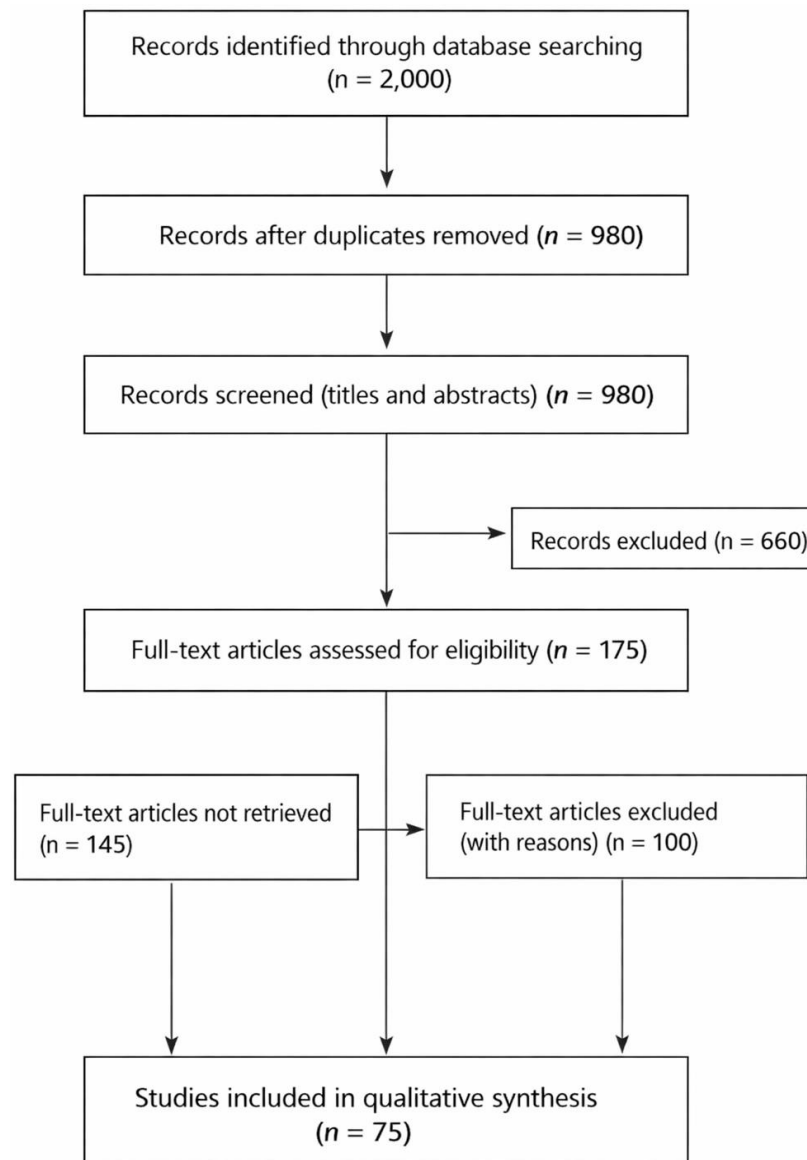 Records identified through database searching
(n = 2,000)
Records after duplicates removed (n = 980)
Records screened (titles and abstracts) (n = 980)
Records excluded (n = 660)
Full-text articles assessed for eligibility (n = 175)
Full-text articles not retrieved
(n = 145)
Full-text articles excluded
(with reasons) (n = 100)
Studies included in qualitative synthesis
(n = 75)